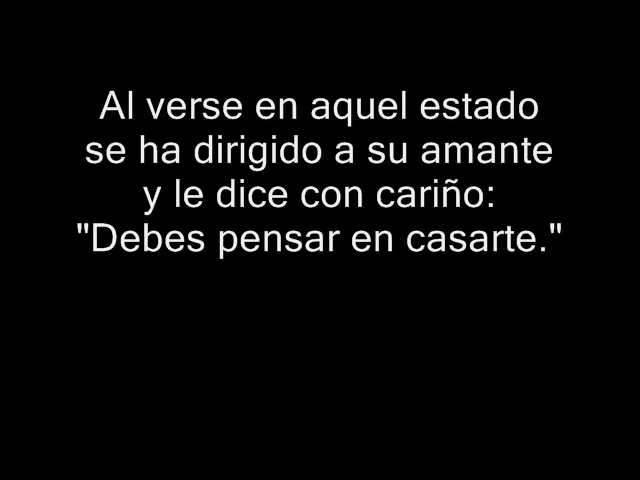 Al verse en aquel estado
se ha dirigido a su amante
y le dice con cariño:
"Debes pensar en casarte."